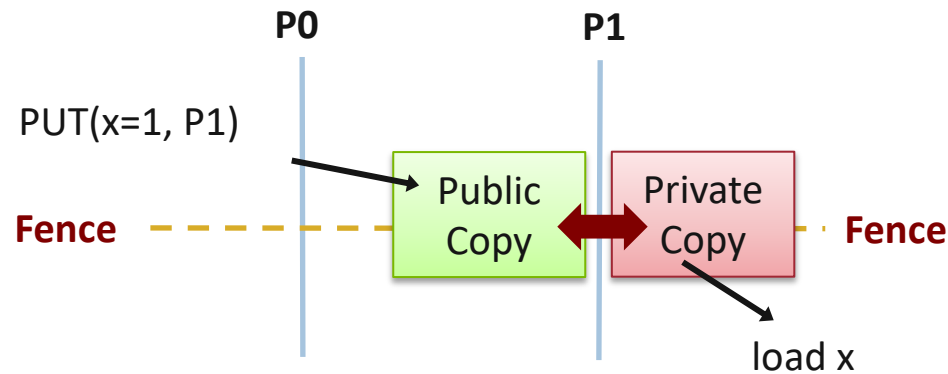 P0
P1
PUT(x=1, P1)
Public
Copy
Private
Copy
Fence
Fence
load x